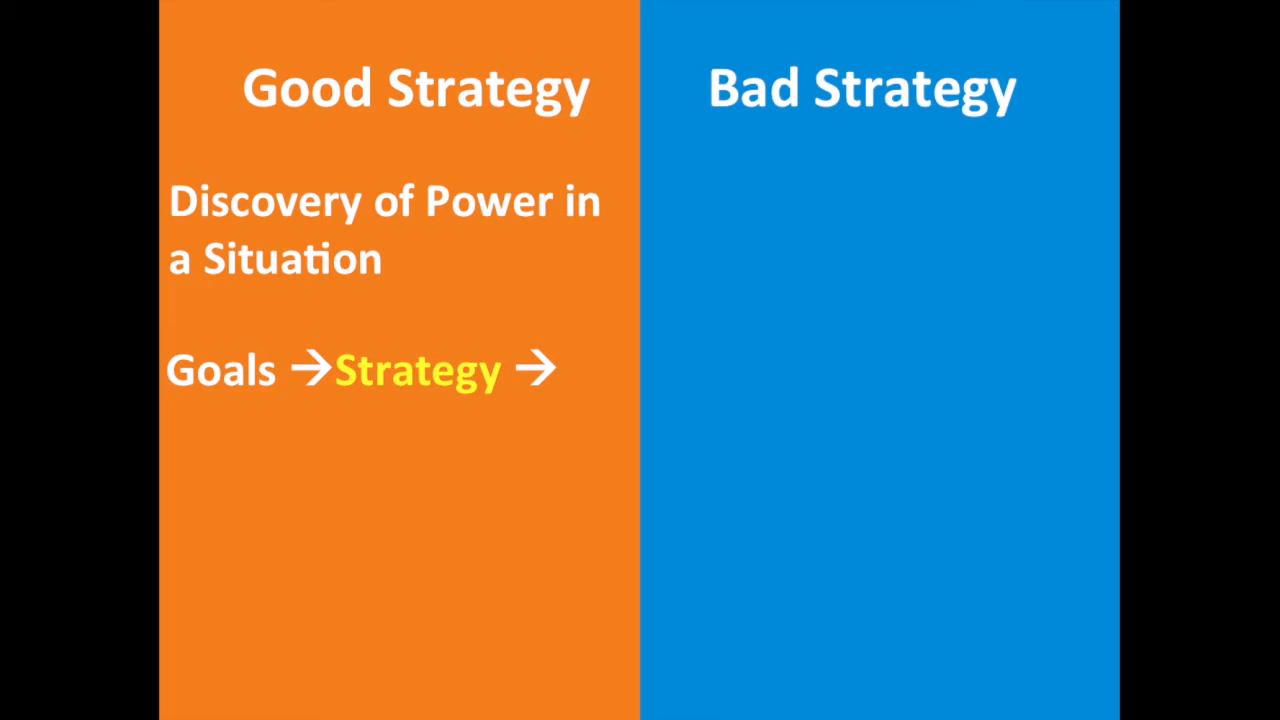 Good Strategy
Bad Strategy
Discovery of Power in
a Situation
Goals →Strategy →